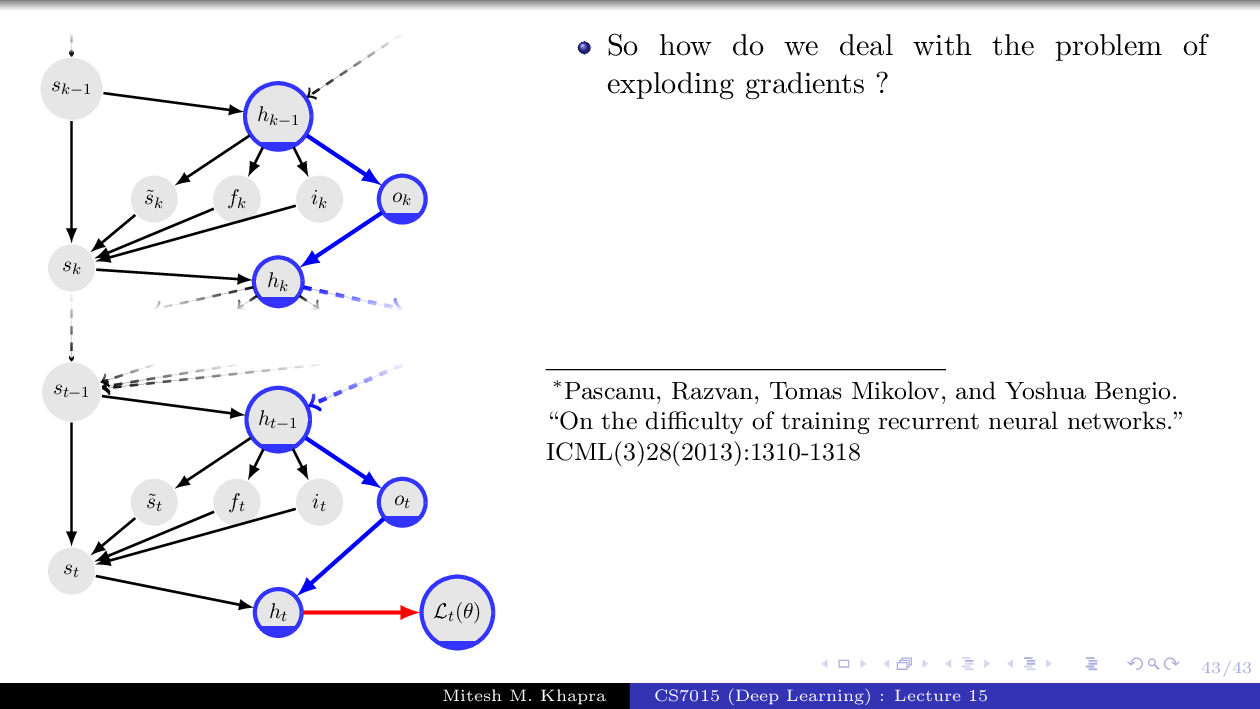 So how do we deal with the problem of
exploding gradients ?
s_{k−1}
h_{k−1}
s̃_k
f_k
i_k
o_k
s_k
h_k
s_{t−1}
h_{t−1}
s̃_t
f_t
i_t
o_t
s_t
h_t
ℒ_t(θ)
*Pascanu, Razvan, Tomas Mikolov, and Yoshua Bengio.
“On the difficulty of training recurrent neural networks.”
ICML(3)28(2013):1310-1318
43/43
Mitesh M. Khapra
CS7015 (Deep Learning) : Lecture 15